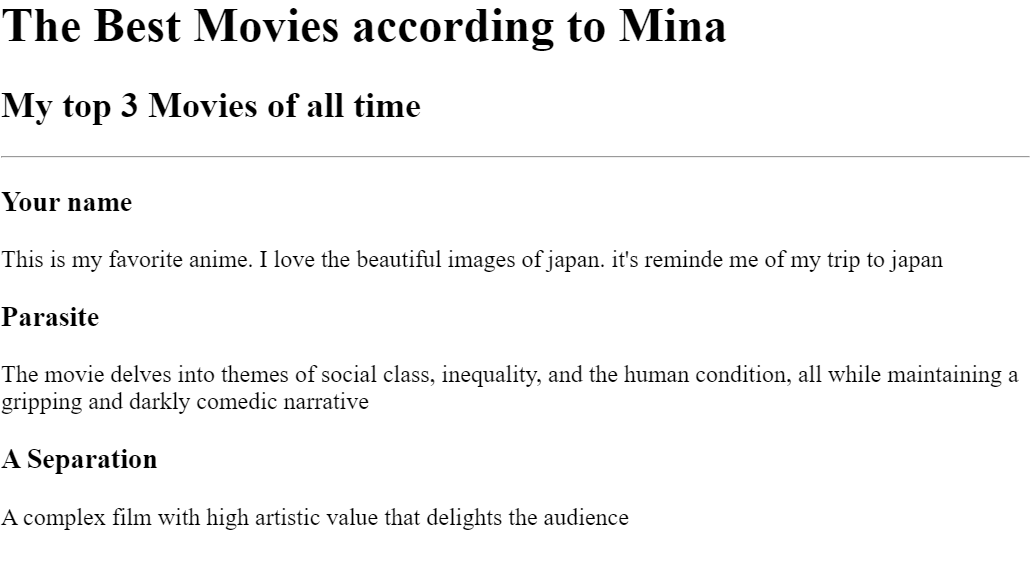 The Best Movies according to Mina
My top 3 Movies of all time
Your name
This is my favorite anime. I love the beautiful images of japan. it's reminde me of my trip to japan
Parasite
The movie delves into themes of social class, inequality, and the human condition, all while maintaining a
gripping and darkly comedic narrative
A Separation
A complex film with high artistic value that delights the audience